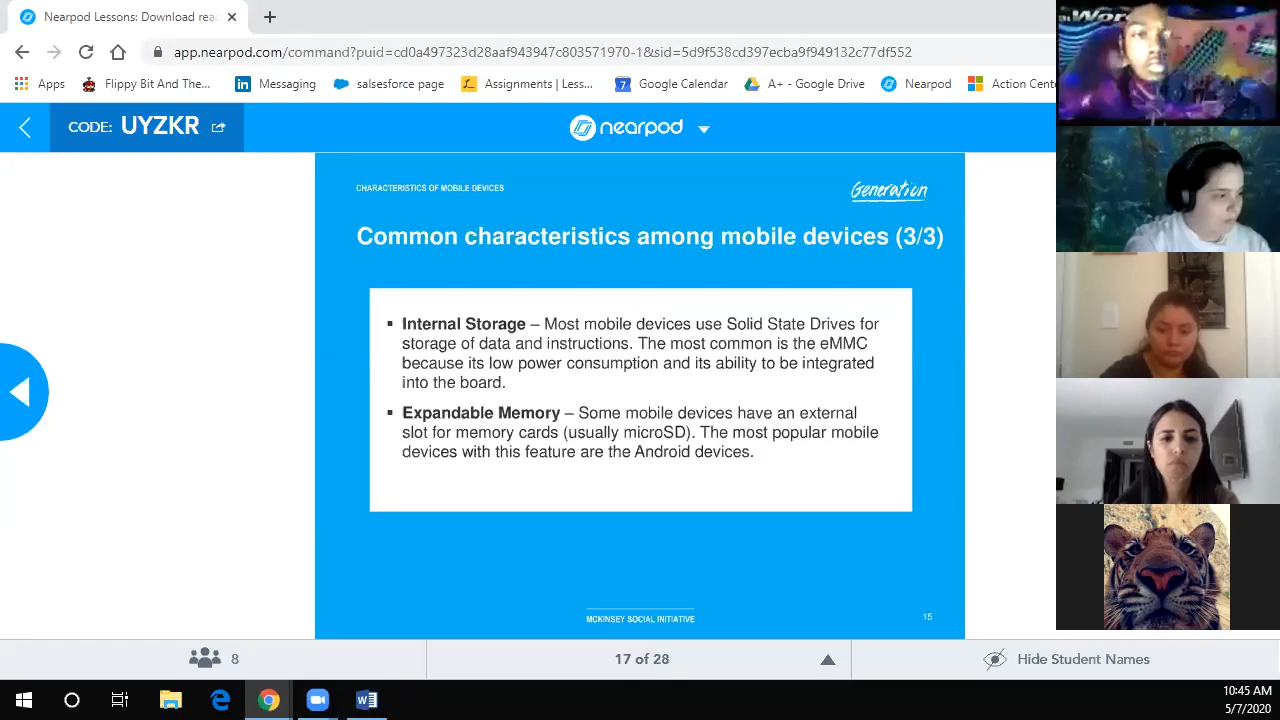 Nearpod Lessons: Download rea
app.nearpod.com/command?uid=cd0a497323d28aaf943947c803571970-1&sid=5d9f5b8cd397ecba6949132c77df552
Apps
Flippy Bit And The...
Messaging
salsesforce page
Assignments | Less...
Google Calendar
A+ - Google Drive
Nearpod
Action Cente
CODE: UYZKR
nearpod
CHARACTERISTICS OF MOBILE DEVICES
Generation
Common characteristics among mobile devices (3/3)
▪ Internal Storage – Most mobile devices use Solid State Drives for
storage of data and instructions. The most common is the eMMC
because its low power consumption and its ability to be integrated
into the board.
▪ Expandable Memory – Some mobile devices have an external
slot for memory cards (usually microSD). The most popular mobile
devices with this feature are the Android devices.
MCKINSEY SOCIAL INITIATIVE
15
8
17 of 28
Hide Student Names
10:45 AM
5/7/2020